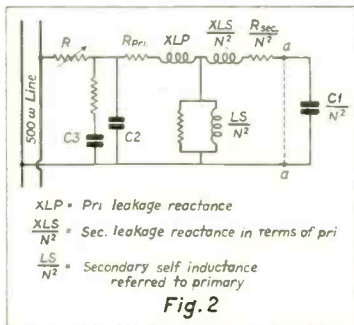 XLS
N²
Rsec.
N²
R
RPri.
XLP
a
500 ω Line
C3
C2
LS
N²
C1
N²
a
XLP = Pri leakage reactance
XLS
N²
= Sec. leakage reactance in terms of pri
LS
N²
= Secondary self inductance
referred to primary
Fig. 2